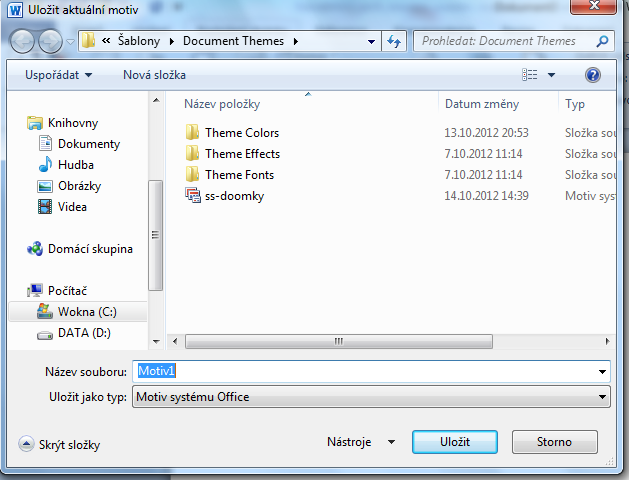 Uložit aktuální motiv
« Šablony Document Themes
Prohledat: Document Themes
Uspořádat Nová složka
Název položky Datum změny Typ
Theme Colors 13.10.2012 20:53 Složka sou
Theme Effects 7.10.2012 11:14 Složka sou
Theme Fonts 7.10.2012 11:14 Složka sou
ss-doomky 14.10.2012 14:39 Motiv sys
Knihovny
Dokumenty
Hudba
Obrázky
Videa
Domácí skupina
Počítač
Wokna (C:)
DATA (D:)
Název souboru: Motiv1
Uložit jako typ: Motiv systému Office
Skrýt složky Nástroje Uložit Storno